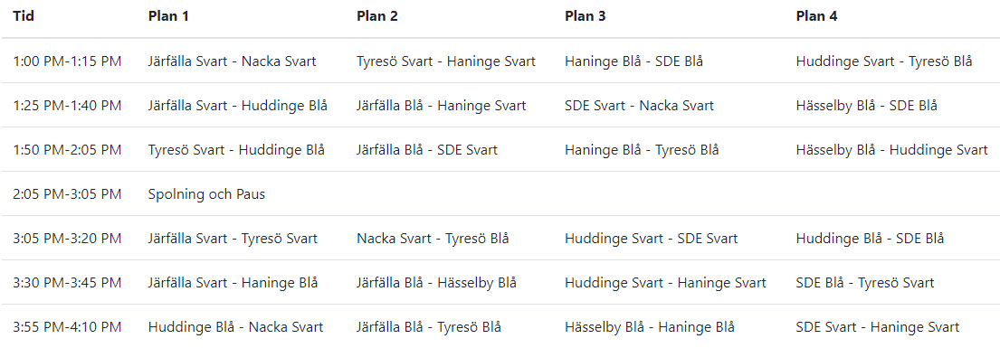 Tid Plan 1 Plan 2 Plan 3 Plan 4
1:00 PM-1:15 PM Järfälla Svart - Nacka Svart Tyresö Svart - Haninge Svart Haninge Blå - SDE Blå Huddinge Svart - Tyresö Blå
1:25 PM-1:40 PM Järfälla Svart - Huddinge Blå Järfälla Blå - Haninge Svart SDE Svart - Nacka Svart Hässelby Blå - SDE Blå
1:50 PM-2:05 PM Tyresö Svart - Huddinge Blå Järfälla Blå - SDE Svart Haninge Blå - Tyresö Blå Hässelby Blå - Huddinge Svart
2:05 PM-3:05 PM Spolning och Paus
3:05 PM-3:20 PM Järfälla Svart - Tyresö Svart Nacka Svart - Tyresö Blå Huddinge Svart - SDE Svart Huddinge Blå - SDE Blå
3:30 PM-3:45 PM Järfälla Svart - Haninge Blå Järfälla Blå - Hässelby Blå Huddinge Svart - Haninge Svart SDE Blå - Tyresö Svart
3:55 PM-4:10 PM Huddinge Blå - Nacka Svart Järfälla Blå - Tyresö Blå Hässelby Blå - Haninge Blå SDE Svart - Haninge Svart